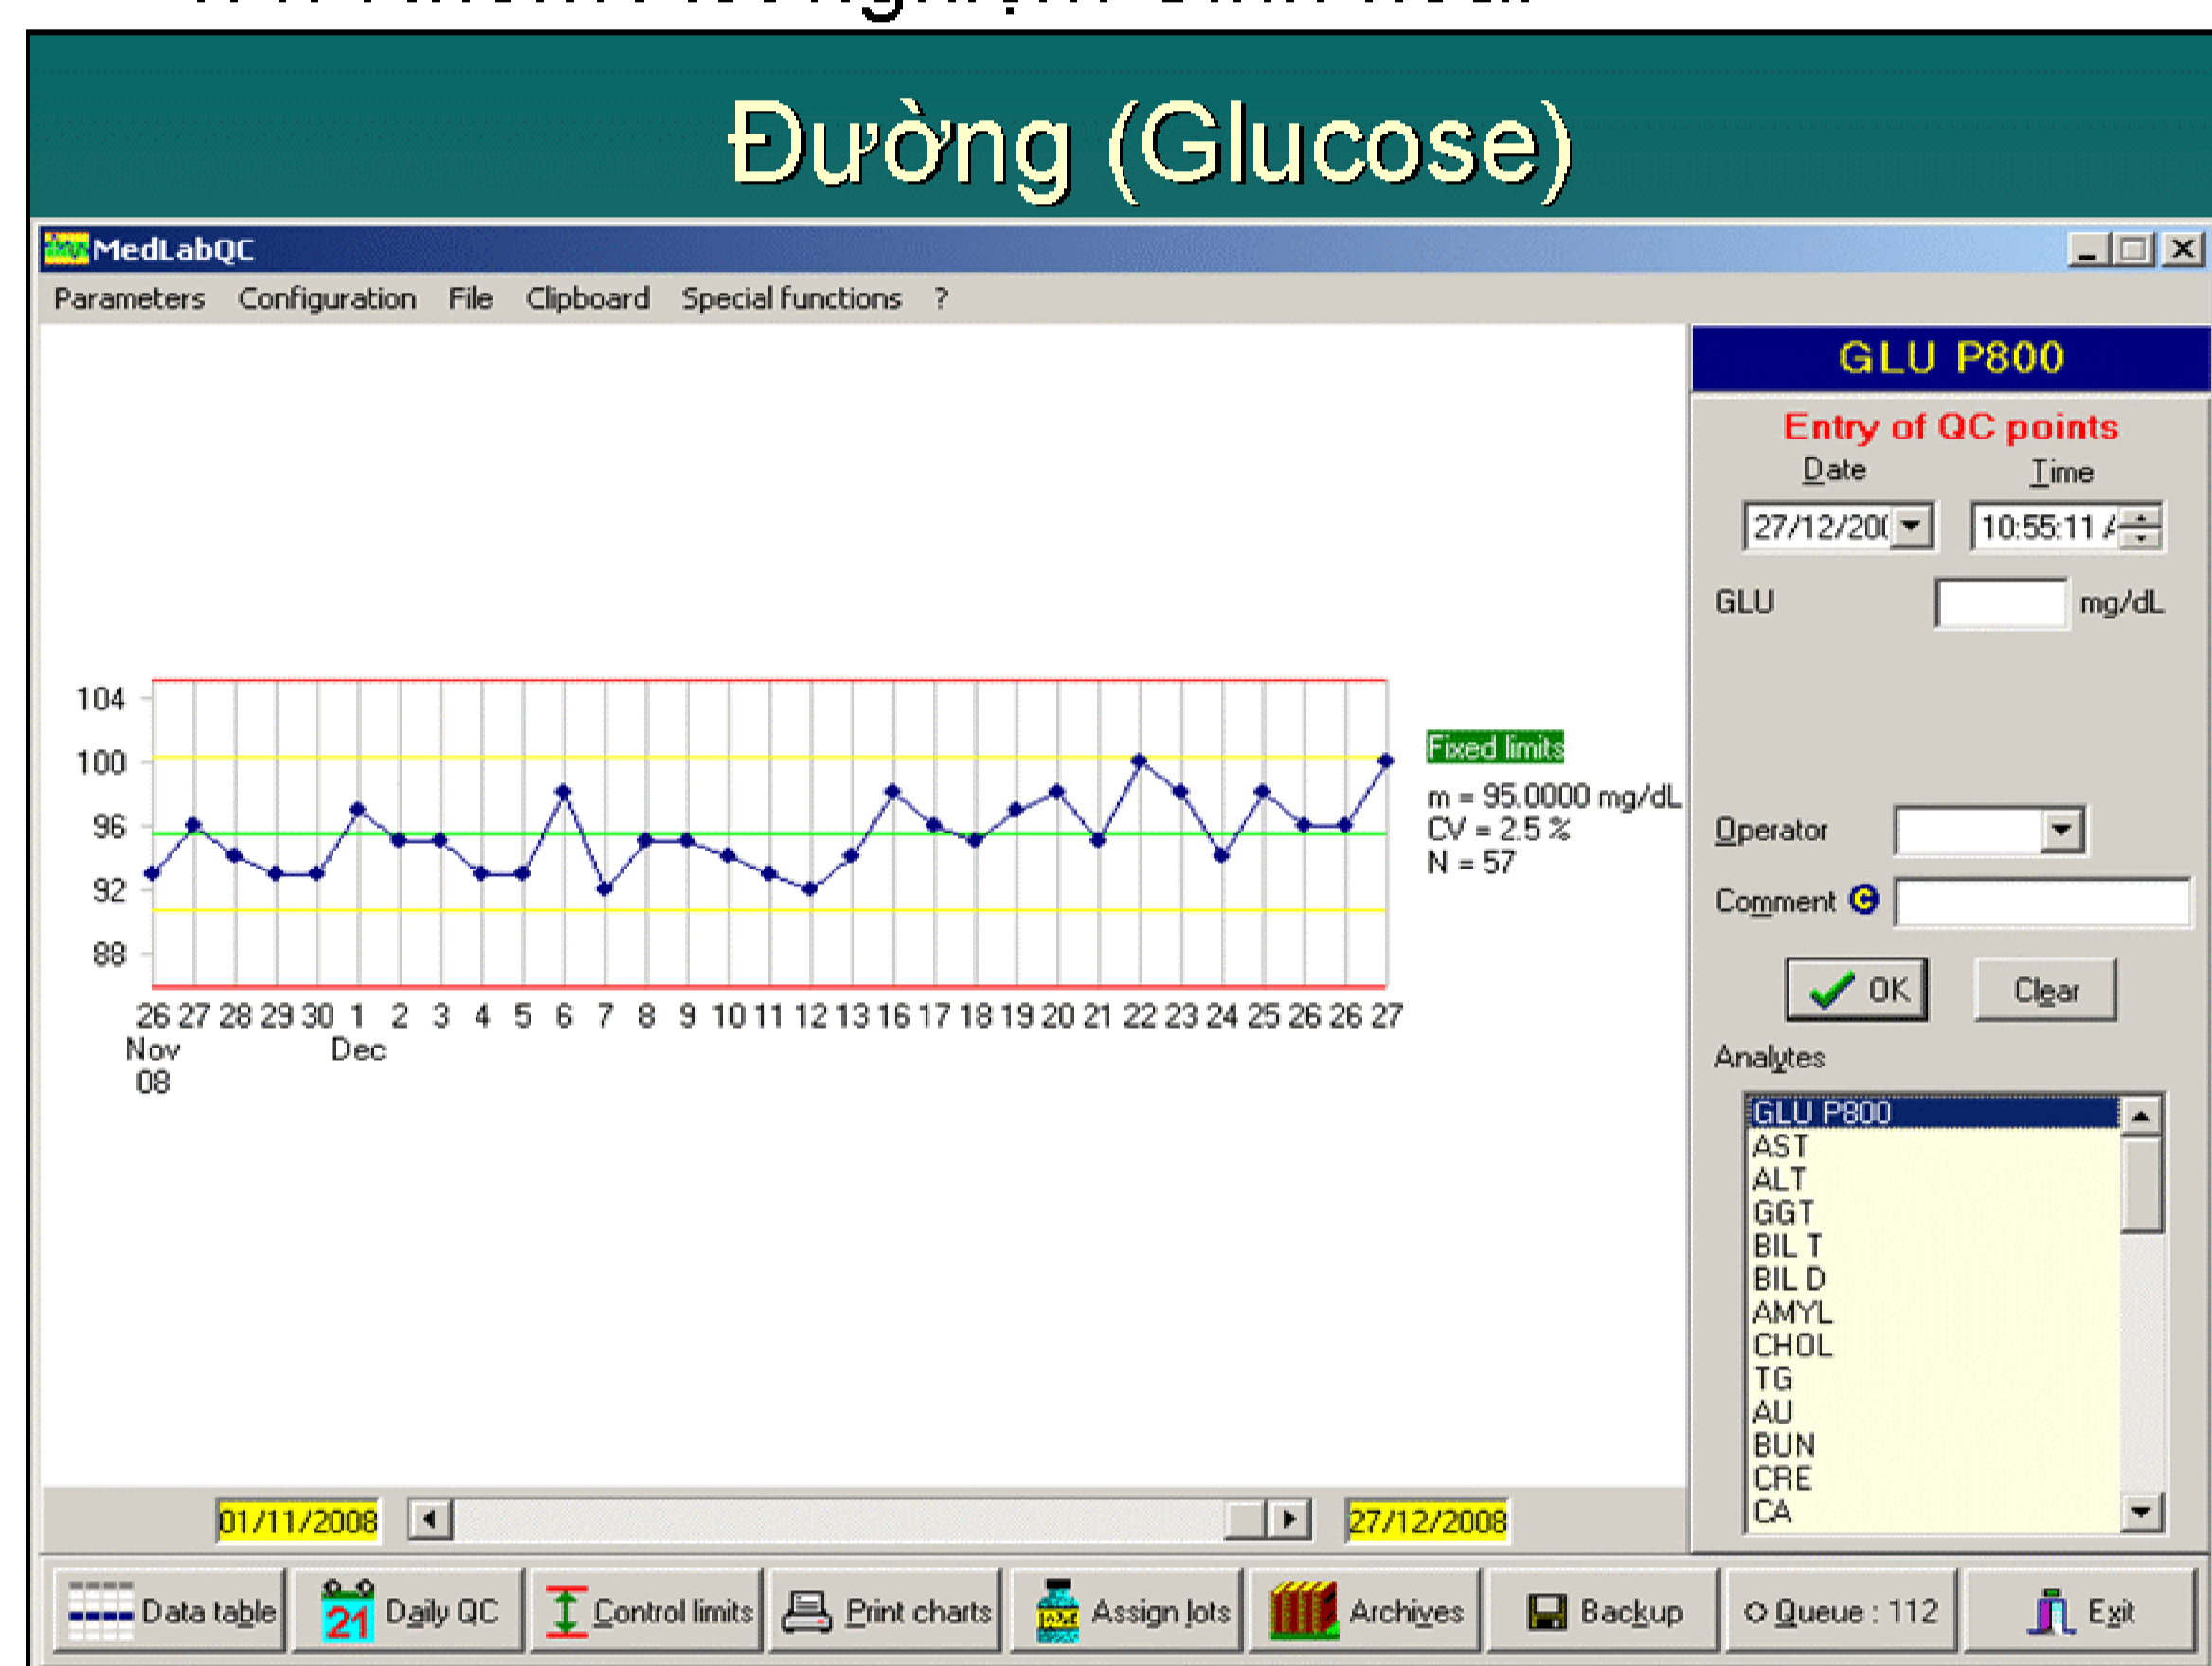 Đường (Glucose)
MedLabQC
Parameters Configuration File Clipboard Special functions ?
GLU P800
Entry of QC points
Date Time
27/12/200 10:55:11 A
GLU mg/dL
104
100
96
92
88
26 27 28 29 30 1 2 3 4 5 6 7 8 9 10 11 12 13 16 17 18 19 20 21 22 23 24 25 26 26 27
Nov Dec
08
Fixed limits
m = 95.0000 mg/dL
CV = 2.5 %
N = 57
Operator
Comment C
OK Clear
Analytes
GLU P800
AST
ALT
GGT
BIL T
BIL D
AMYL
CHOL
TG
AU
BUN
CRE
CA
01/11/2008 27/12/2008
Data table 21 Daily QC Control limits Print charts Assign lots Archives Backup Queue : 112 Exit